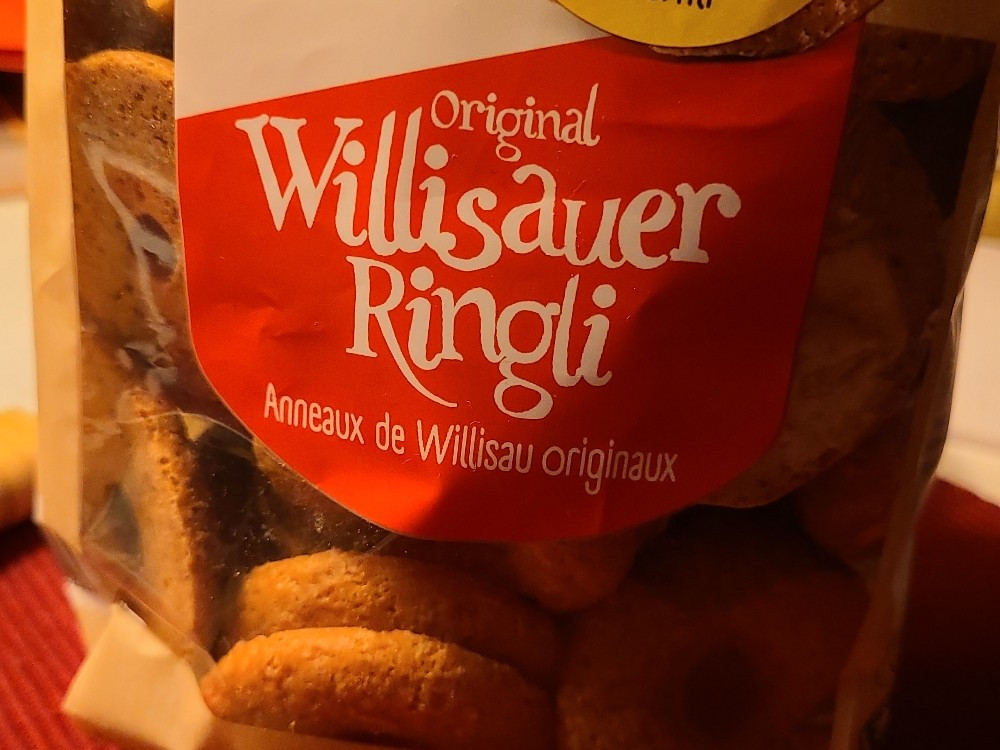 Original
Willisauer
Ringli
Anneaux de Willisau originaux